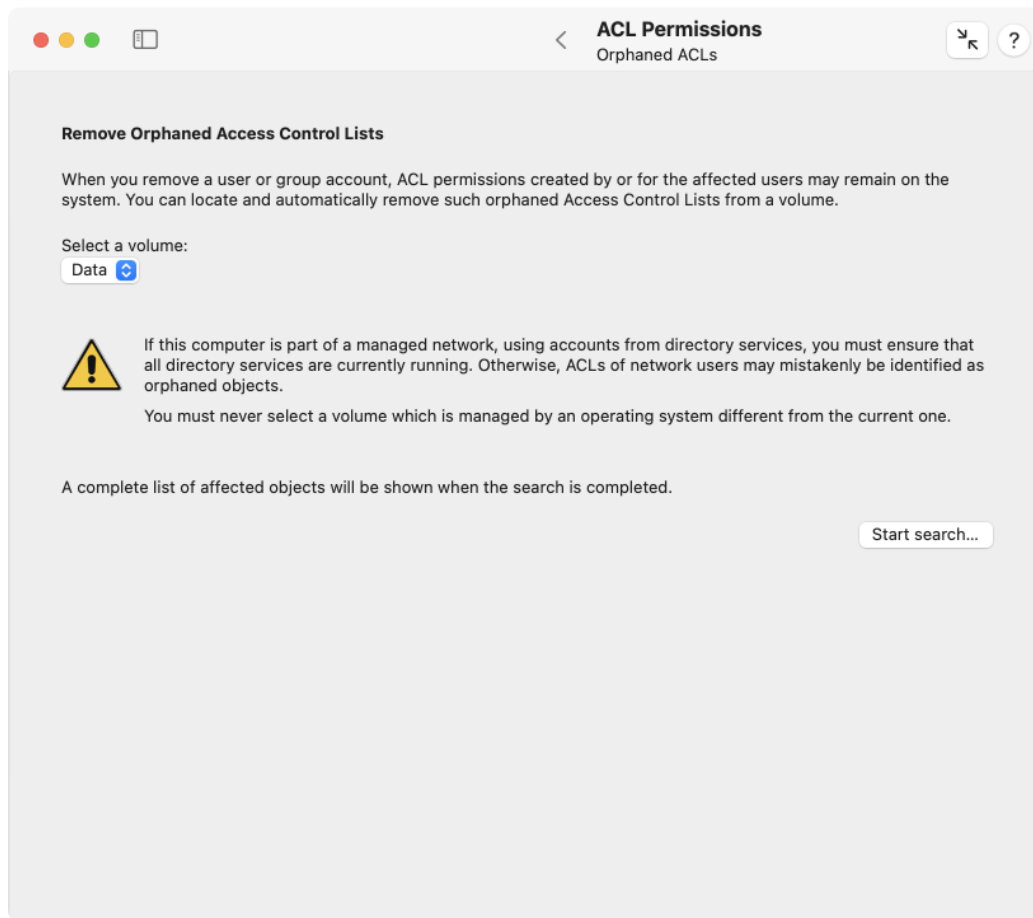 ACL Permissions
Orphaned ACLs
?
Remove Orphaned Access Control Lists
When you remove a user or group account, ACL permissions created by or for the affected users may remain on the
system. You can locate and automatically remove such orphaned Access Control Lists from a volume.
Select a volume:
Data
If this computer is part of a managed network, using accounts from directory services, you must ensure that
all directory services are currently running. Otherwise, ACLs of network users may mistakenly be identified as
orphaned objects.
You must never select a volume which is managed by an operating system different from the current one.
A complete list of affected objects will be shown when the search is completed.
Start search...